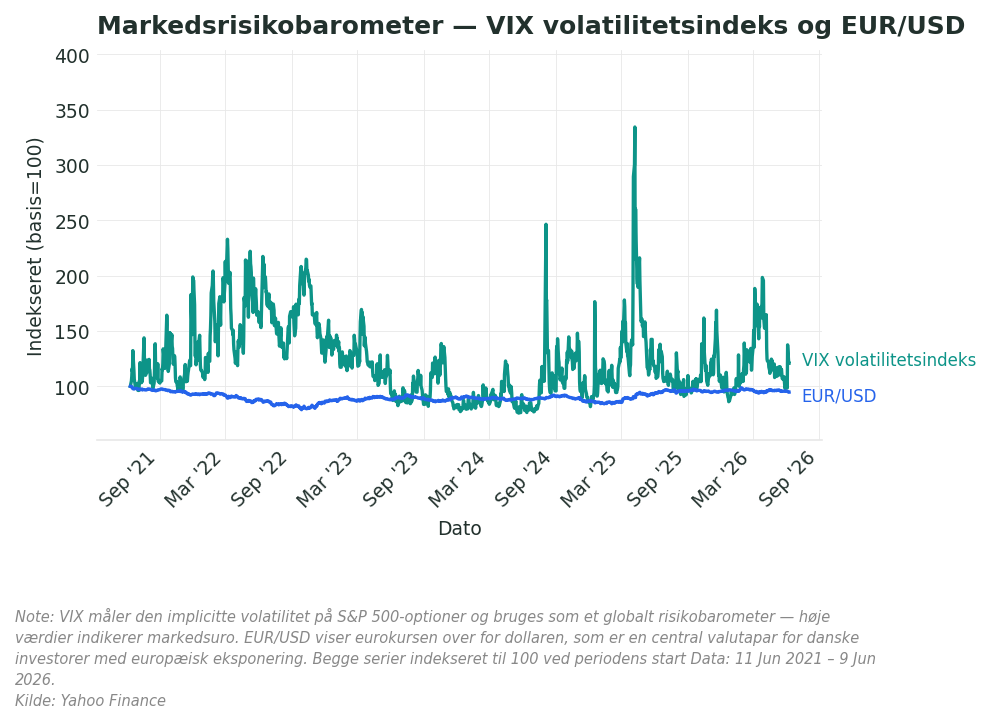 Markedsrisikobarometer — VIX volatilitetsindeks og EUR/USD
Indekseret (basis=100)
400
350
300
250
200
150
100
VIX volatilitetsindeks
EUR/USD
Sep '21
Mar '22
Sep '22
Mar '23
Sep '23
Mar '24
Sep '24
Mar '25
Sep '25
Mar '26
Sep '26
Dato
Note: VIX måler den implicitte volatilitet på S&P 500-optioner og bruges som et globalt risikobarometer — høje
værdier indikerer markedsuro. EUR/USD viser eurokursen over for dollaren, som er en central valutapar for danske
investorer med europæisk eksponering. Begge serier indekseret til 100 ved periodens start Data: 11 Jun 2021 – 9 Jun
2026.
Kilde: Yahoo Finance